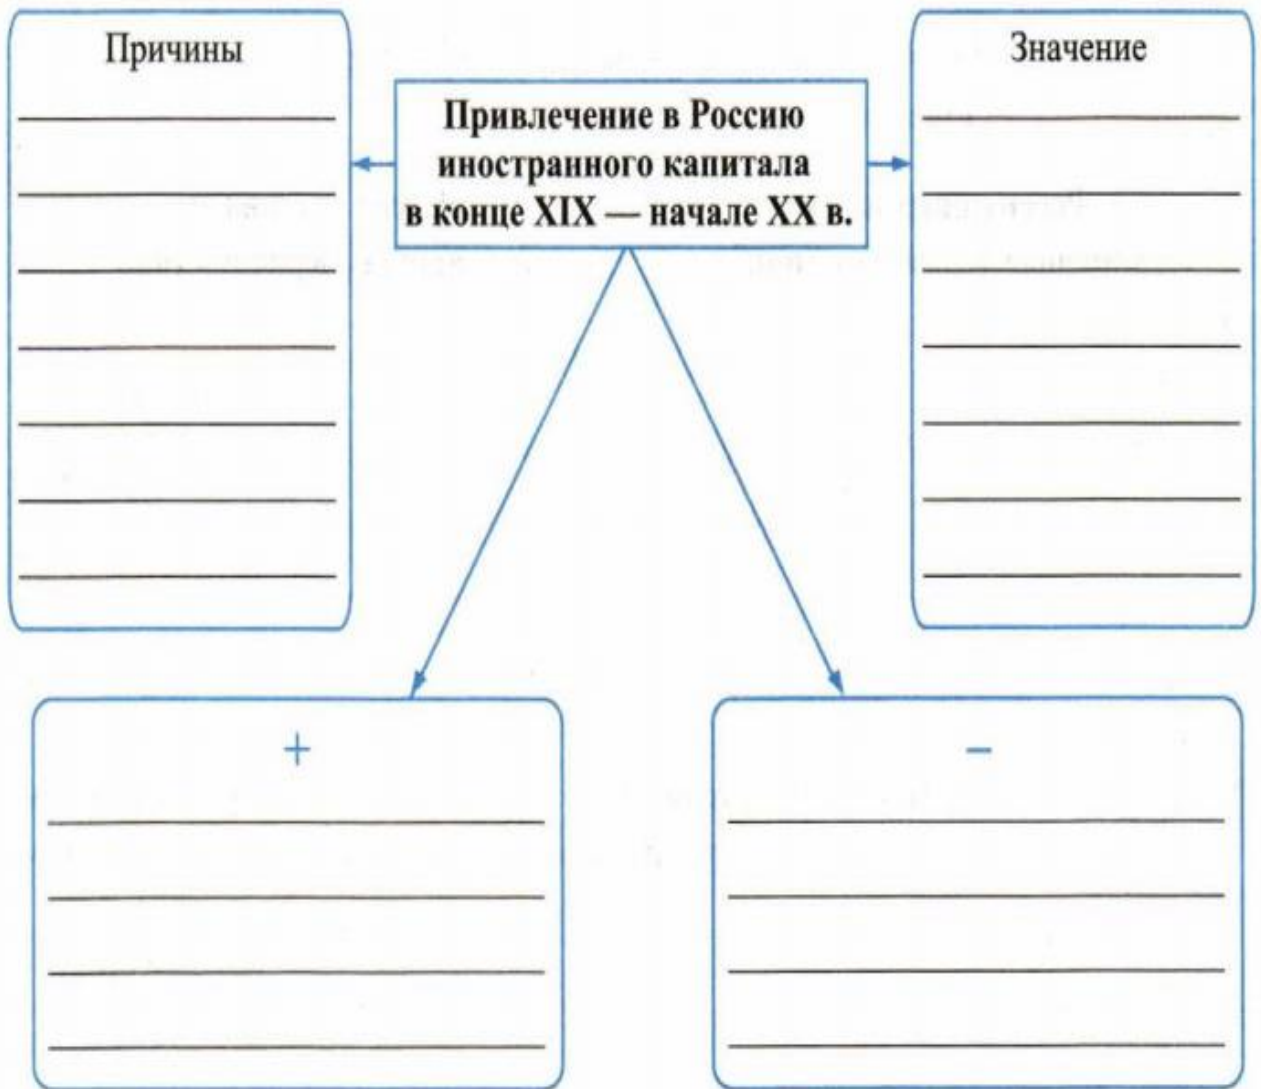 Причины
Значение
Привлечение в Россию
иностранного капитала
в конце XIX — начале XX в.
+
–